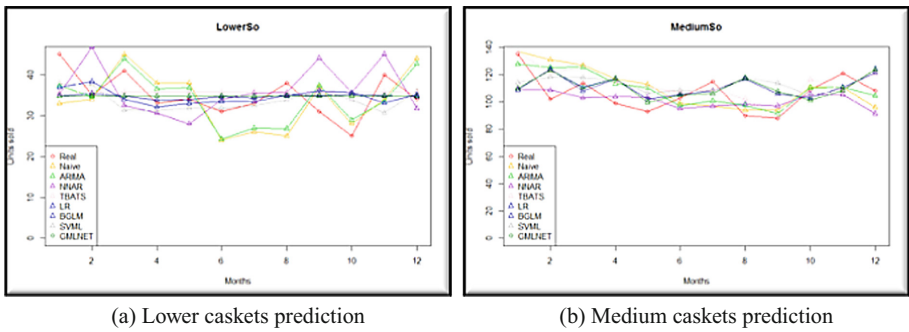 LowerSo
40
30
20
10
0
Units sold
Real
Naive
ARIMA
NNAR
TBATS
LR
BGLM
SVML
GMLNET
2 4 6 8 10 12
Months
(a) Lower caskets prediction
MediumSo
140
120
100
80
60
40
20
0
Units sold
Real
Naive
ARIMA
NNAR
TBATS
LR
BGLM
SVML
GMLNET
2 4 6 8 10 12
Months
(b) Medium caskets prediction